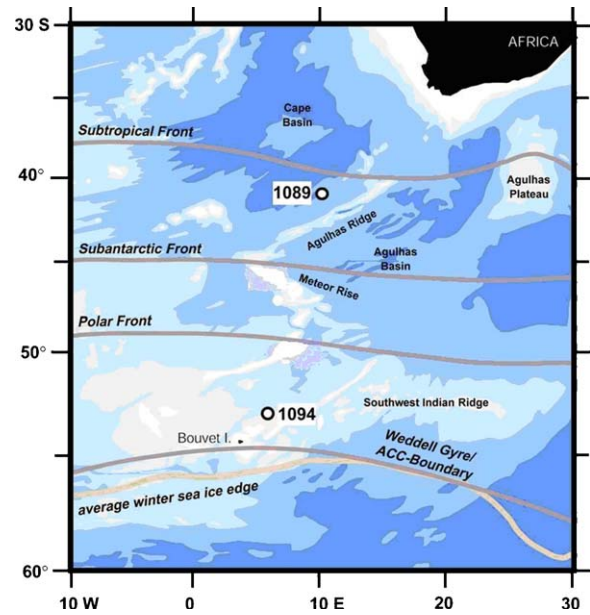 30 S
AFRICA
Cape
Basin
Subtropical Front
40°
1089
Agulhas
Plateau
Agulhas Ridge
Subantarctic Front
Agulhas
Basin
Meteor Rise
Polar Front
50°
Southwest Indian Ridge
1094
Bouvet I.
Weddell Gyre/
ACC-Boundary
average winter sea ice edge
60°
10 W
0
10 E
20
30